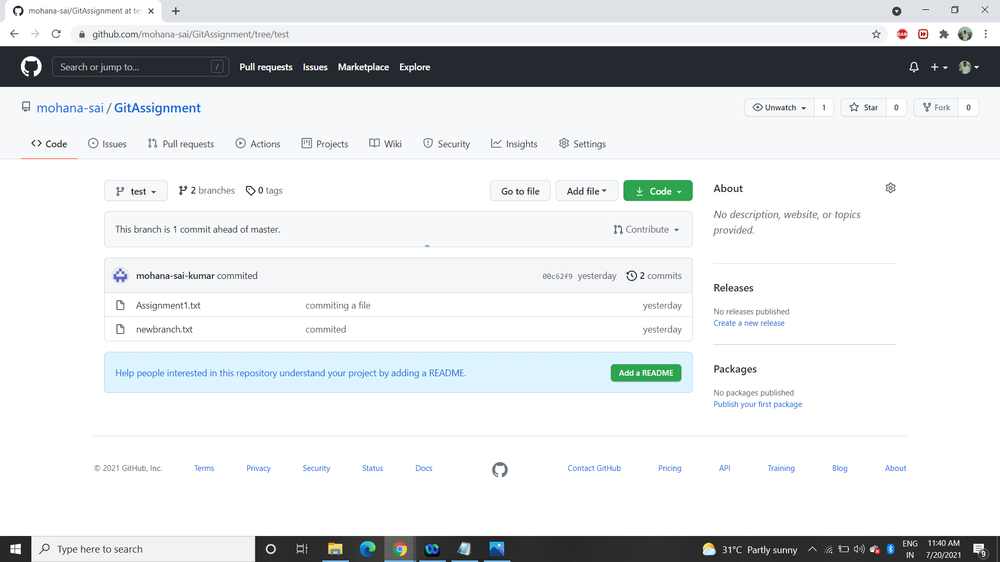 mohana-sai/GitAssignment at tes
github.com/mohana-sai/GitAssignment/tree/test
EAB
Search or jump to... /
Pull requests Issues Marketplace Explore
mohana-sai / GitAssignment
Unwatch 1 Star 0 Fork 0
Code Issues Pull requests Actions Projects Wiki Security Insights Settings
test 2 branches 0 tags Go to file Add file Code
This branch is 1 commit ahead of master. Contribute
mohana-sai-kumar commited 00c62f9 yesterday 2 commits
Assignment1.txt commiting a file yesterday
newbranch.txt commited yesterday
Help people interested in this repository understand your project by adding a README. Add a README
About
No description, website, or topics
provided.
Releases
No releases published
Create a new release
Packages
No packages published
Publish your first package
© 2021 GitHub, Inc. Terms Privacy Security Status Docs Contact GitHub Pricing API Training Blog About
Type here to search
31°C Partly sunny
ENG
IN
11:40 AM
7/20/2021
9